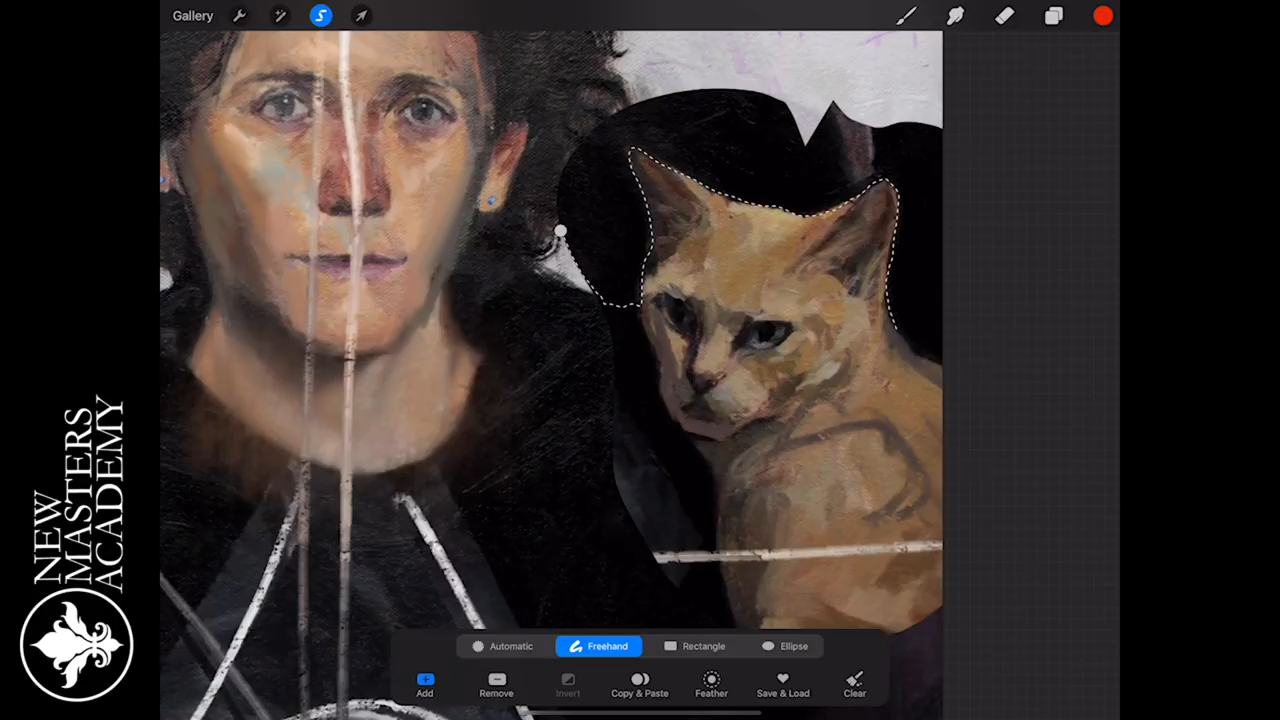 Gallery
NEW
MASTERS
ACADEMY
Automatic
Freehand
Rectangle
Ellipse
Add
Remove
Invert
Copy & Paste
Feather
Save & Load
Clear